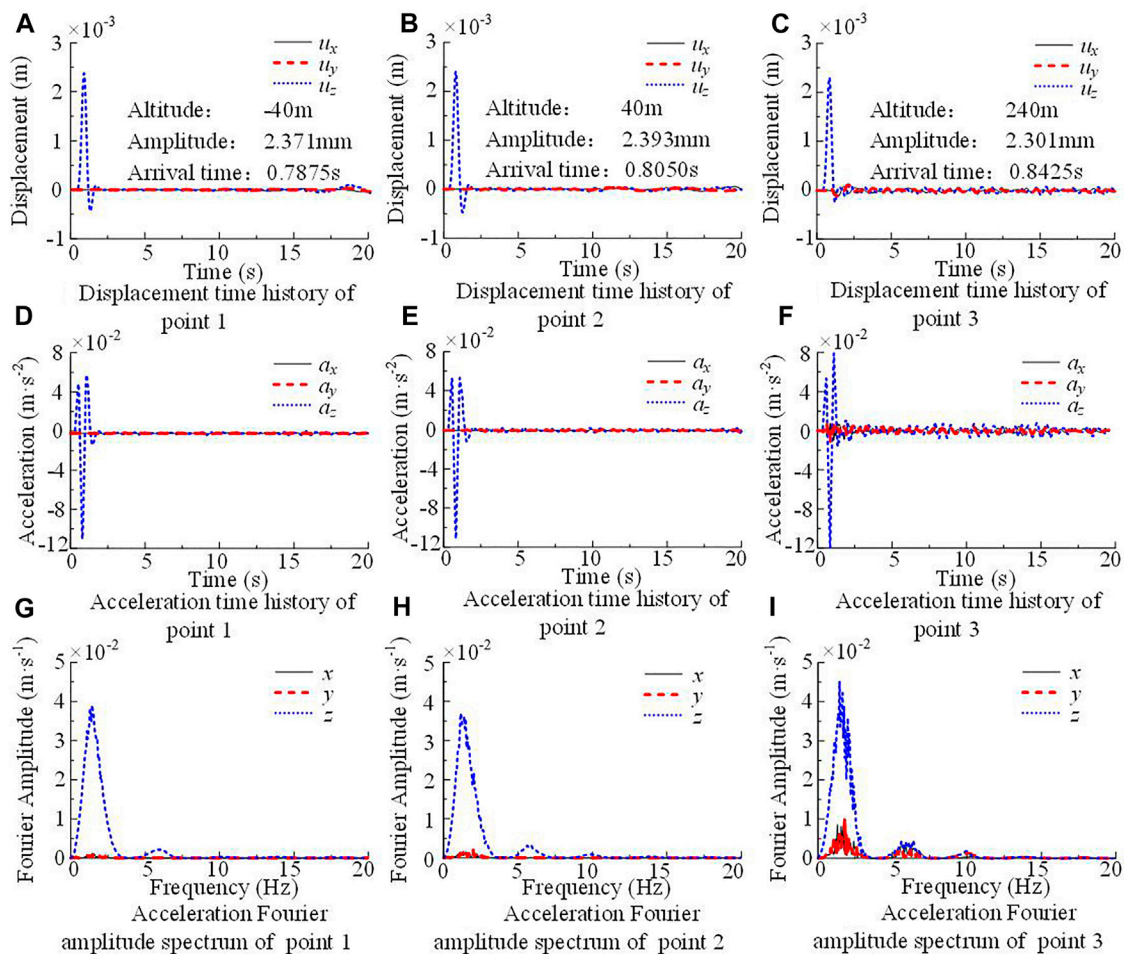 A
×10⁻³
Displacement (m)
3
2
1
0
-1
uₓ
u_y
u_z
Altitude： -40m
Amplitude： 2.371mm
Arrival time：0.7875s
0 5 10 15 20
Time (s)
Displacement time history of
point 1
B
×10⁻³
Displacement (m)
3
2
1
0
-1
uₓ
u_y
u_z
Altitude： 40m
Amplitude： 2.393mm
Arrival time：0.8050s
0 5 10 15 20
Time (s)
Displacement time history of
point 2
C
×10⁻³
Displacement (m)
3
2
1
0
-1
uₓ
u_y
u_z
Altitude： 240m
Amplitude： 2.301mm
Arrival time：0.8425s
0 5 10 15 20
Time (s)
Displacement time history of
point 3
D
×10⁻²
Acceleration (m·s⁻²)
8
4
0
-4
-8
-12
aₓ
a_y
a_z
0 5 10 15 20
Time (s)
Acceleration time history of
point 1
E
×10⁻²
Acceleration (m·s⁻²)
8
4
0
-4
-8
-12
aₓ
a_y
a_z
0 5 10 15 20
Time (s)
Acceleration time history of
point 2
F
×10⁻²
Acceleration (m·s⁻²)
8
4
0
-4
-8
-12
aₓ
a_y
a_z
0 5 10 15 20
Time (s)
Acceleration time history of
point 3
G
×10⁻²
Fourier Amplitude (m·s⁻¹)
5
4
3
2
1
0
x
y
z
0 5 10 15 20
Frequency (Hz)
Acceleration Fourier
amplitude spectrum of point 1
H
×10⁻²
Fourier Amplitude (m·s⁻¹)
5
4
3
2
1
0
x
y
z
0 5 10 15 20
Frequency (Hz)
Acceleration Fourier
amplitude spectrum of point 2
I
×10⁻²
Fourier Amplitude (m·s⁻¹)
5
4
3
2
1
0
x
y
z
0 5 10 15 20
Frequency (Hz)
Acceleration Fourier
amplitude spectrum of point 3